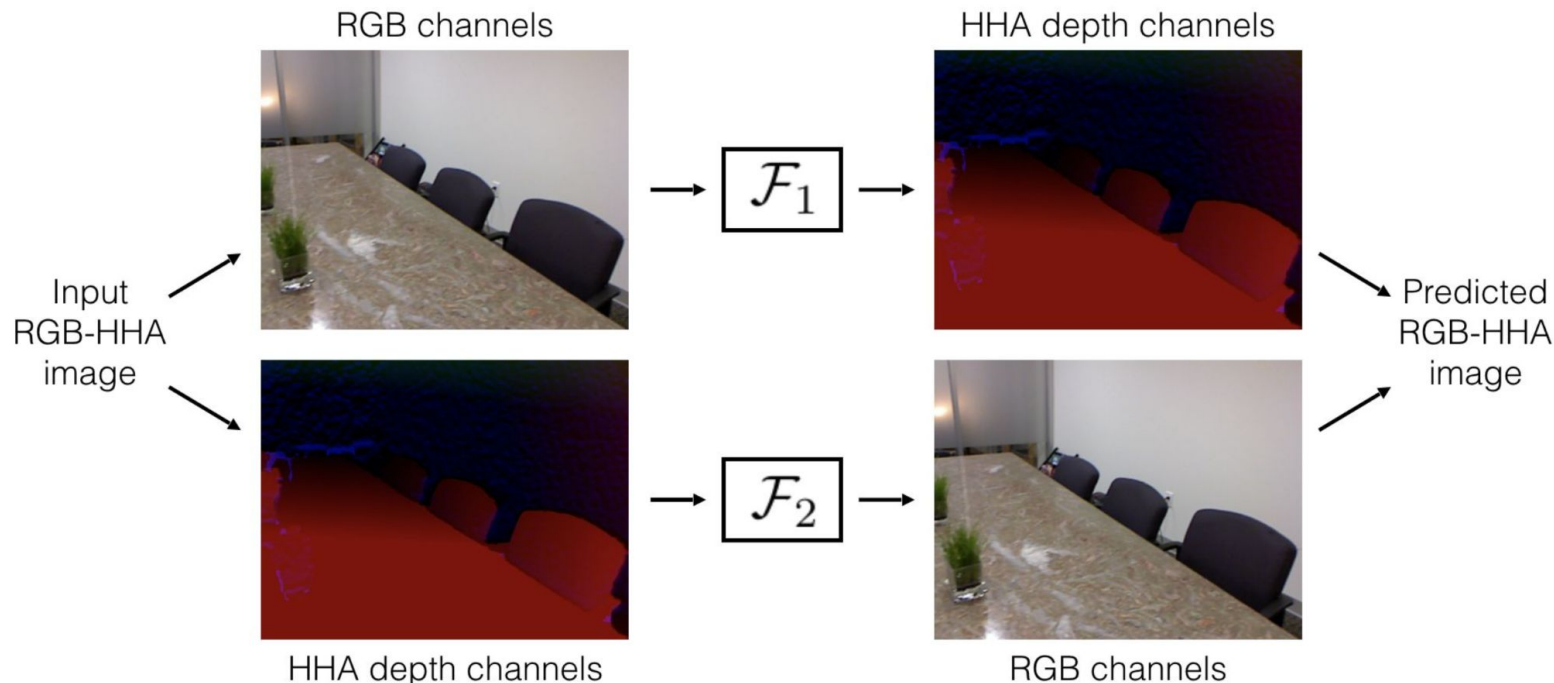 RGB channels
HHA depth channels
Input
RGB-HHA
image
ℱ₁
ℱ₂
Predicted
RGB-HHA
image
HHA depth channels
RGB channels